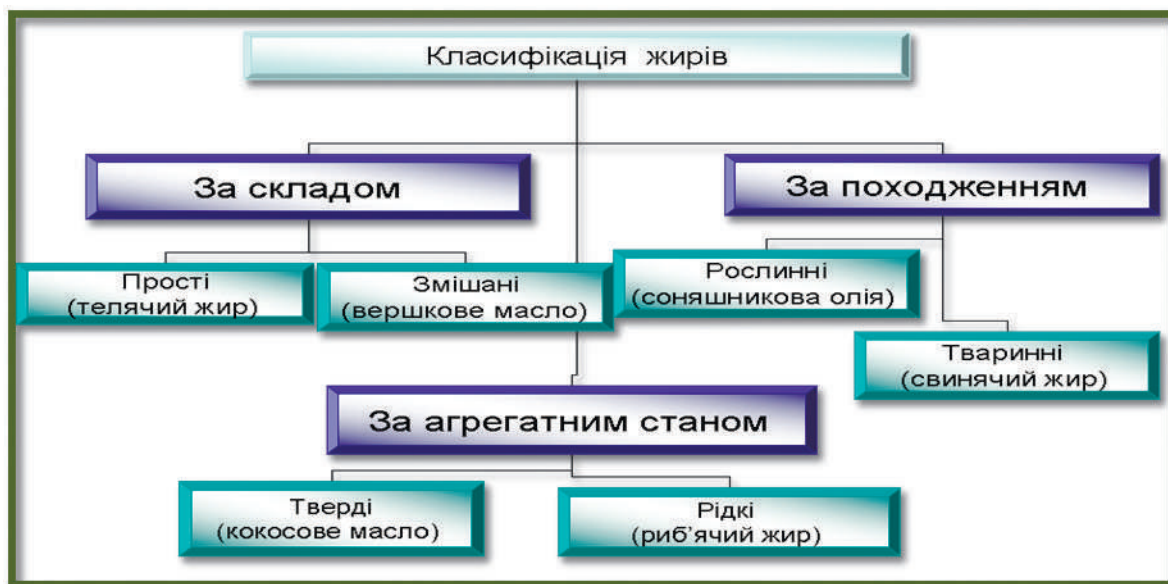 Класифікація жирів
За складом
За походженням
Прості
(телячий жир)
Змішані
(вершкове масло)
Рослинні
(соняшникова олія)
Тваринні
(свинячий жир)
За агрегатним станом
Тверді
(кокосове масло)
Рідкі
(риб’ячий жир)